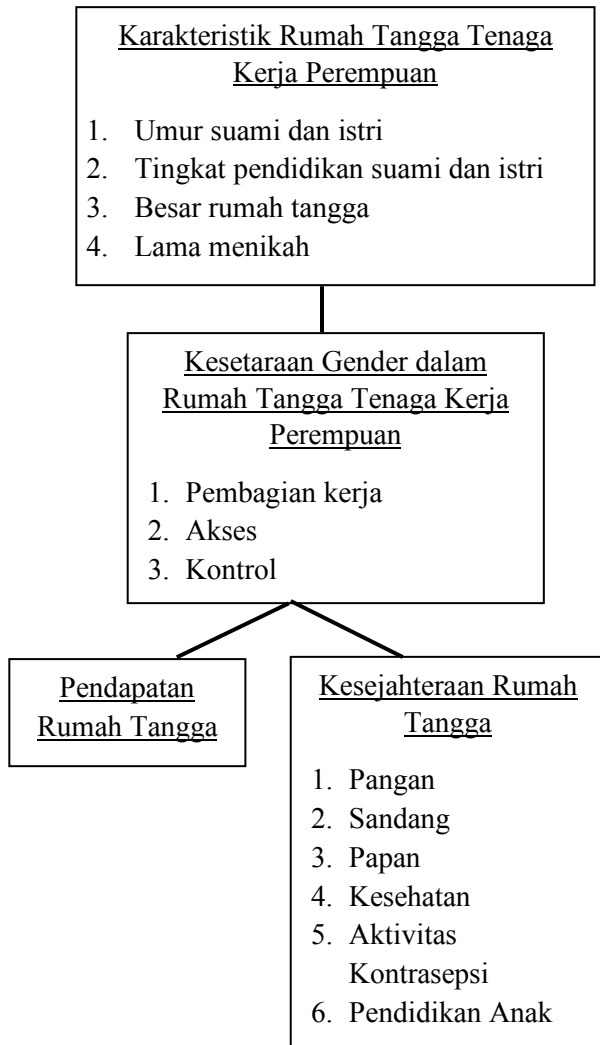 Karakteristik Rumah Tangga Tenaga
Kerja Perempuan
1. Umur suami dan istri
2. Tingkat pendidikan suami dan istri
3. Besar rumah tangga
4. Lama menikah
Kesetaraan Gender dalam
Rumah Tangga Tenaga Kerja
Perempuan
1. Pembagian kerja
2. Akses
3. Kontrol
Pendapatan
Rumah Tangga
Kesejahteraan Rumah
Tangga
1. Pangan
2. Sandang
3. Papan
4. Kesehatan
5. Aktivitas
Kontrasepsi
6. Pendidikan Anak